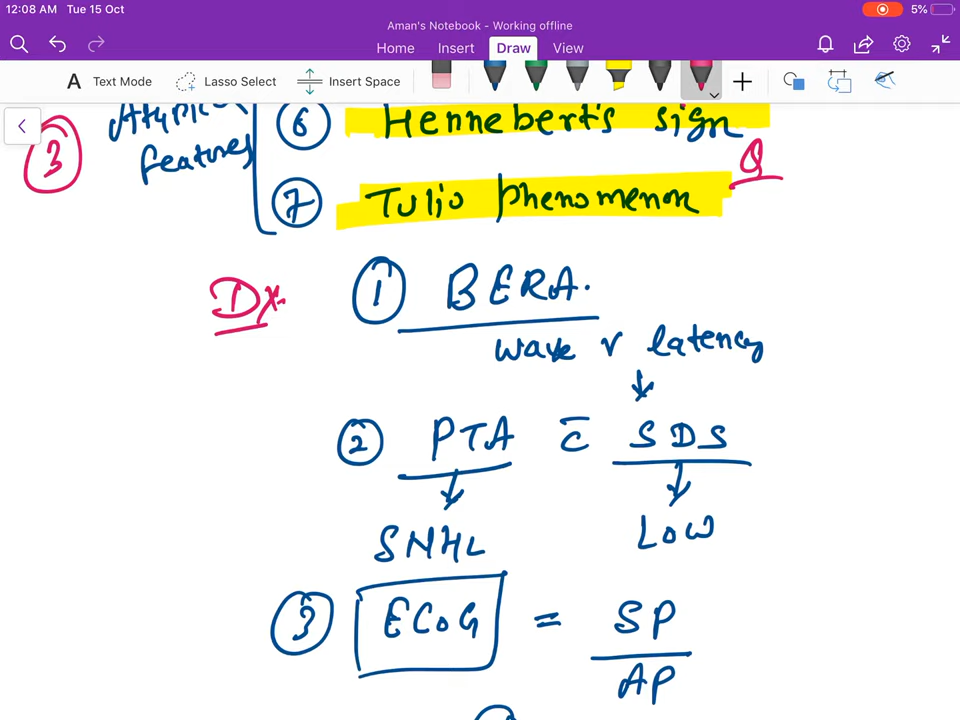 12:08 AM Tue 15 Oct 5%
Aman's Notebook - Working offline
Home Insert Draw View
Text Mode Lasso Select Insert Space
Atypical ⑥ Hennebert's sign
③ features Q
⑦ Tulio phenomenon
Dx. ① BERA.
wave V latency
② PTA c̄ SDS
SNHL LOW
③ ECoG = SP
AP